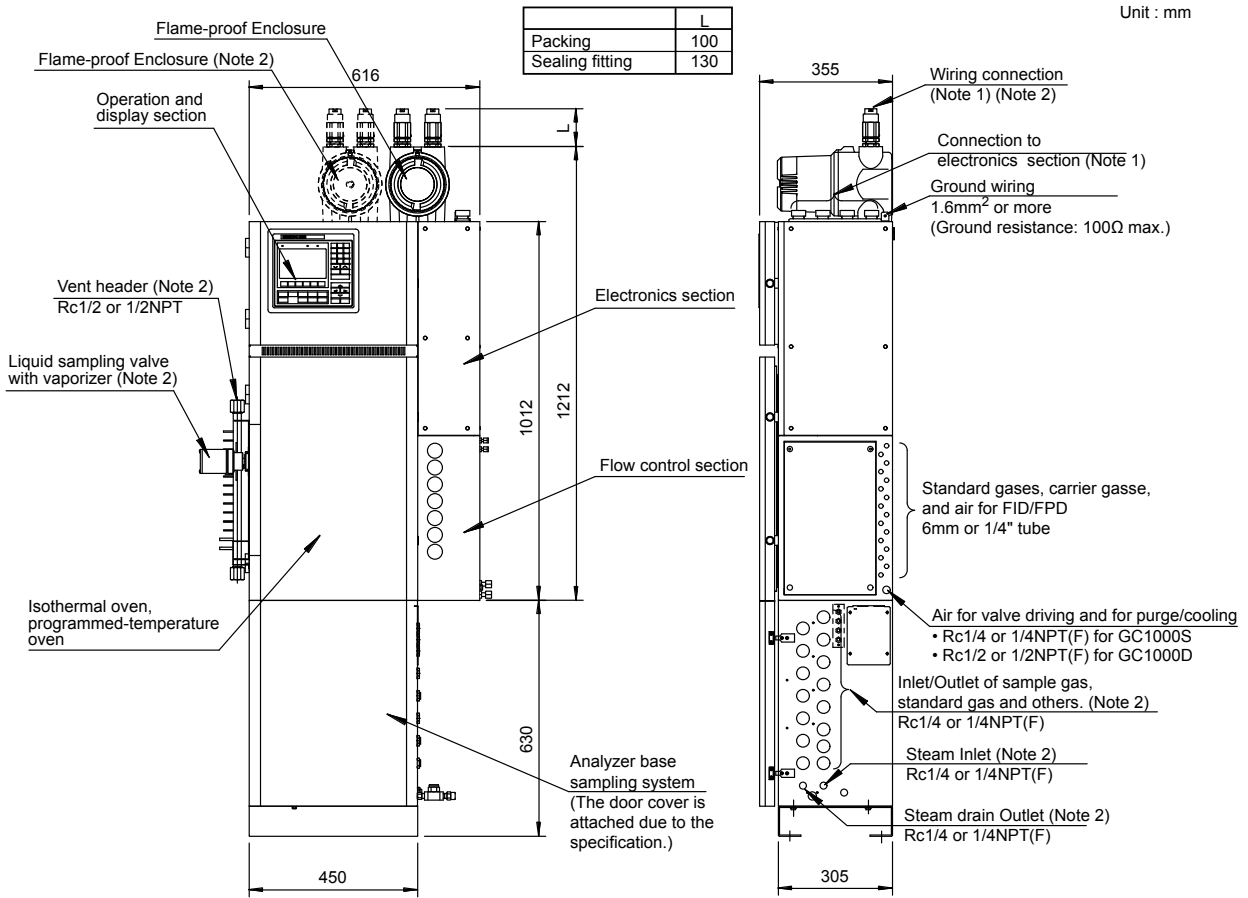 Unit : mm
L
Packing 100
Sealing fitting 130
Flame-proof Enclosure
Flame-proof Enclosure (Note 2)
616
Operation and
display section
L
Vent header (Note 2)
Rc1/2 or 1/2NPT
Liquid sampling valve
with vaporizer (Note 2)
Electronics section
1012
1212
Flow control section
Isothermal oven,
programmed-temperature
oven
630
Analyzer base
sampling system
(The door cover is
attached due to the
specification.)
450
355
Wiring connection
(Note 1) (Note 2)
Connection to
electronics section (Note 1)
Ground wiring
1.6mm2 or more
(Ground resistance: 100Ω max.)
Standard gases, carrier gasse,
and air for FID/FPD
6mm or 1/4" tube
Air for valve driving and for purge/cooling
• Rc1/4 or 1/4NPT(F) for GC1000S
• Rc1/2 or 1/2NPT(F) for GC1000D
Inlet/Outlet of sample gas,
standard gas and others. (Note 2)
Rc1/4 or 1/4NPT(F)
Steam Inlet (Note 2)
Rc1/4 or 1/4NPT(F)
Steam drain Outlet (Note 2)
Rc1/4 or 1/4NPT(F)
305